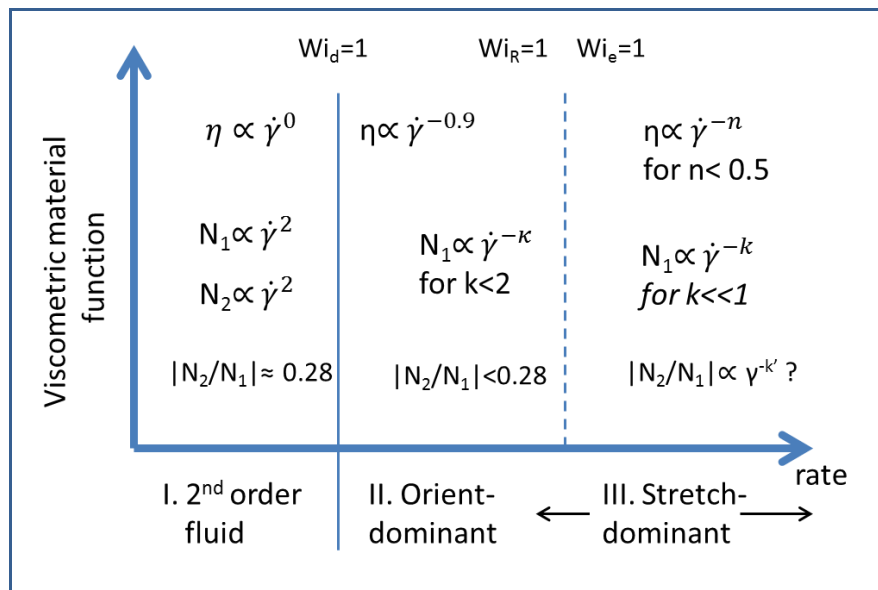 Wi_d=1 Wi_R=1 Wi_e=1
η ∝ γ̇⁰ η∝ γ̇^{−0.9} η∝ γ̇^{−n}
for n< 0.5
N₁∝ γ̇² N₁∝ γ̇^{−κ} N₁∝ γ̇^{−k}
N₂∝ γ̇² for k<2 for k<<1
|N₂/N₁|≈ 0.28 |N₂/N₁|<0.28 |N₂/N₁|∝ γ^{-k’} ?
Viscometric material
function
rate
I. 2ⁿᵈ order II. Orient- III. Stretch-
fluid dominant dominant